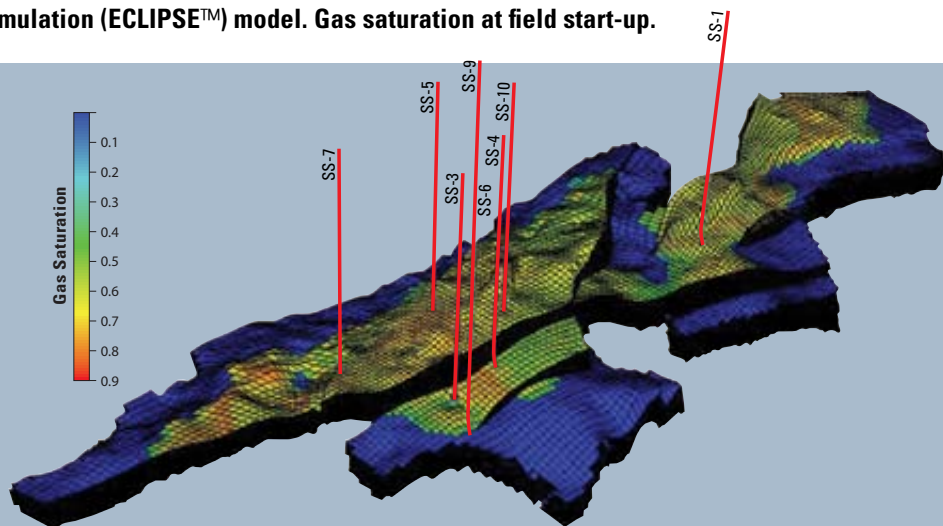 mulation (ECLIPSE™) model. Gas saturation at field start-up.
SS-1
SS-9
SS-5
SS-10
SS-4
SS-7
SS-3
SS-6
Gas Saturation
0.1
0.2
0.3
0.4
0.5
0.6
0.7
0.8
0.9